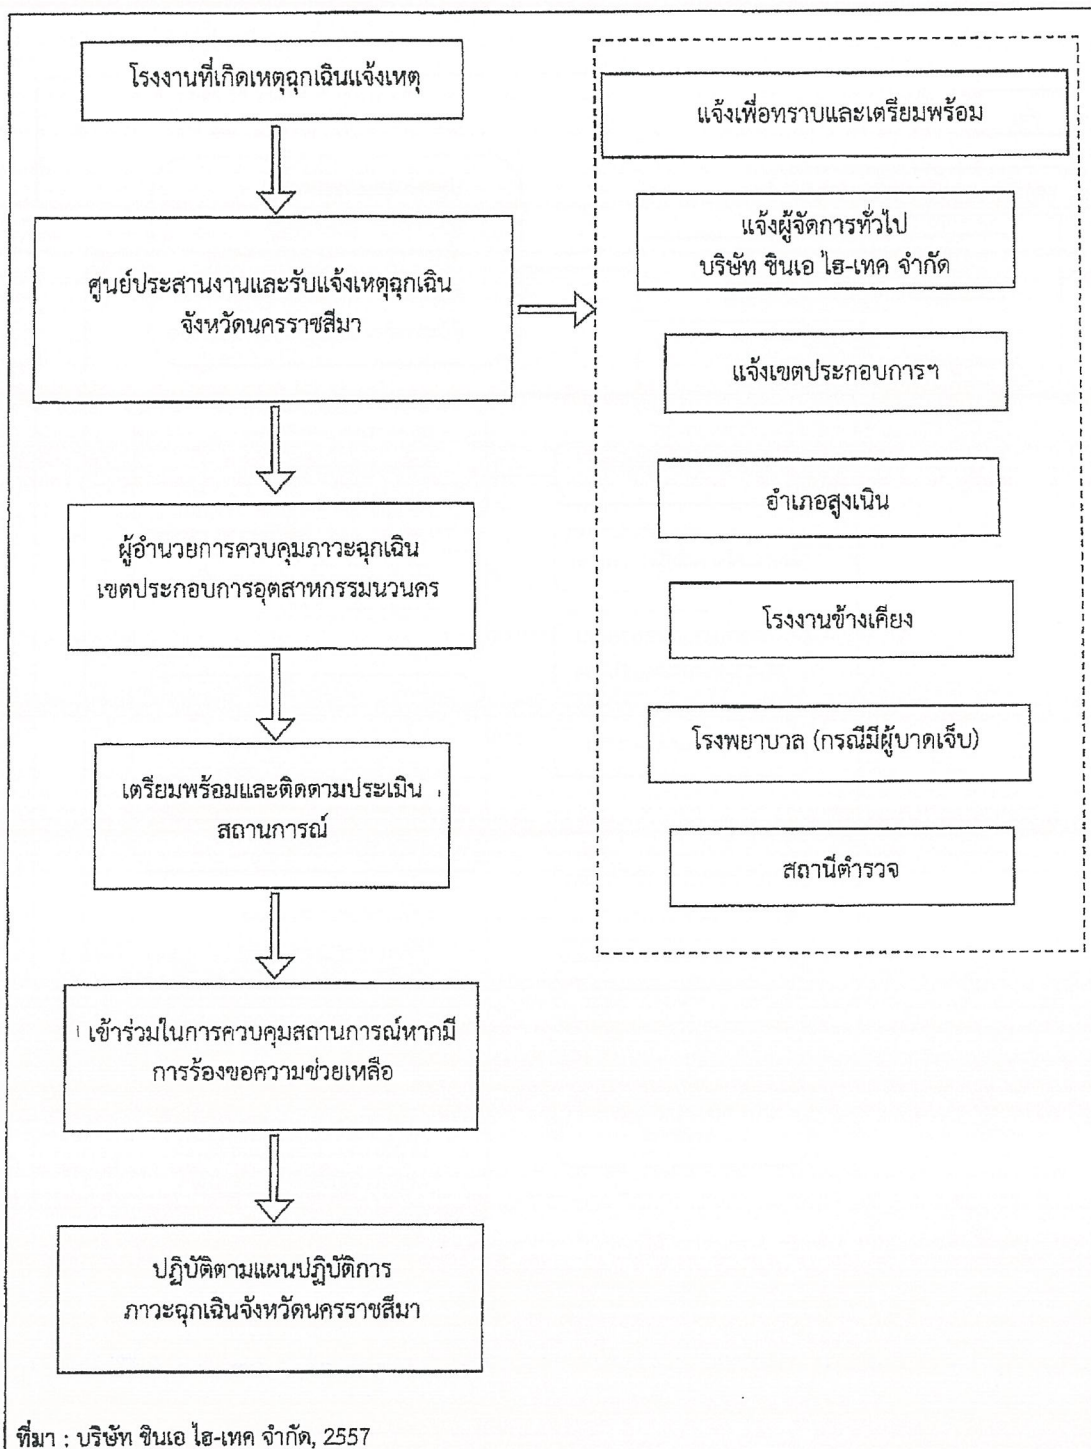 โรงงานที่เกิดเหตุฉุกเฉินแจ้งเหตุ
ศูนย์ประสานงานและรับแจ้งเหตุฉุกเฉิน
จังหวัดนครราชสีมา
ผู้อำนวยการควบคุมภาวะฉุกเฉิน
เขตประกอบการอุตสาหกรรมนวนคร
เตรียมพร้อมและติดตามประเมิน
สถานการณ์
เข้าร่วมในการควบคุมสถานการณ์หากมี
การร้องขอความช่วยเหลือ
ปฏิบัติตามแผนปฏิบัติการ
ภาวะฉุกเฉินจังหวัดนครราชสีมา
แจ้งเพื่อทราบและเตรียมพร้อม
แจ้งผู้จัดการทั่วไป
บริษัท ชินเอ ไฮ-เทค จำกัด
แจ้งเขตประกอบการฯ
อำเภอสูงเนิน
โรงงานข้างเคียง
โรงพยาบาล (กรณีมีผู้บาดเจ็บ)
สถานีตำรวจ
ที่มา : บริษัท ชินเอ ไฮ-เทค จำกัด, 2557